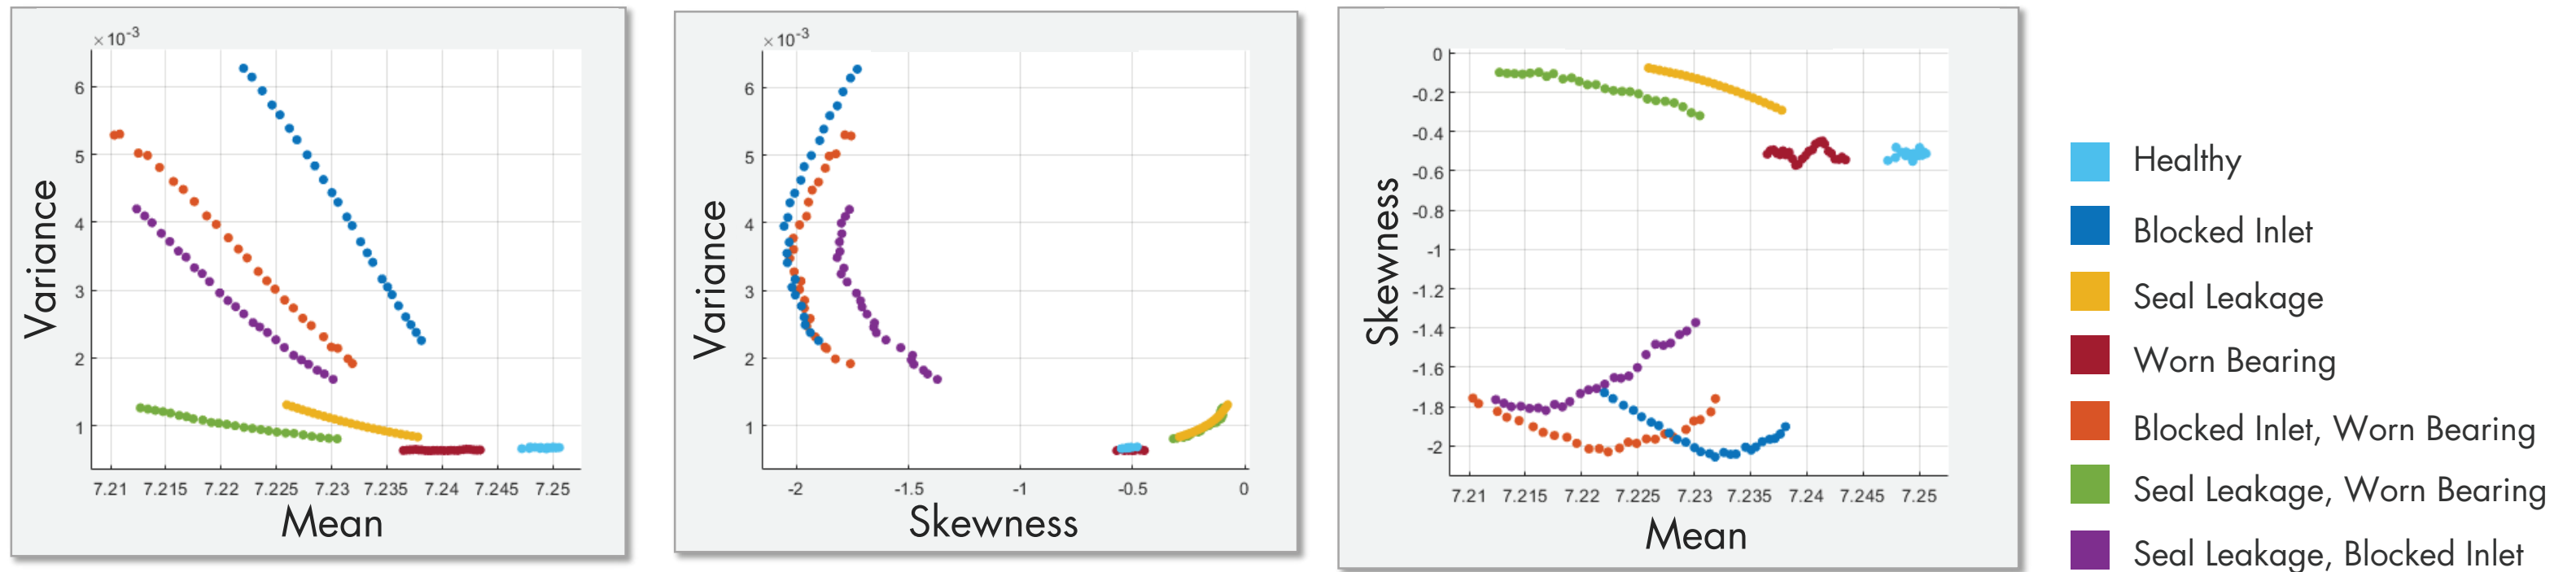 ×10⁻³
6
5
4
3
2
1
Variance
7.21 7.215 7.22 7.225 7.23 7.235 7.24 7.245 7.25
Mean
×10⁻³
6
5
4
3
2
1
Variance
-2 -1.5 -1 -0.5 0
Skewness
0
-0.2
-0.4
-0.6
-0.8
-1
-1.2
-1.4
-1.6
-1.8
-2
Skewness
7.21 7.215 7.22 7.225 7.23 7.235 7.24 7.245 7.25
Mean
Healthy
Blocked Inlet
Seal Leakage
Worn Bearing
Blocked Inlet, Worn Bearing
Seal Leakage, Worn Bearing
Seal Leakage, Blocked Inlet